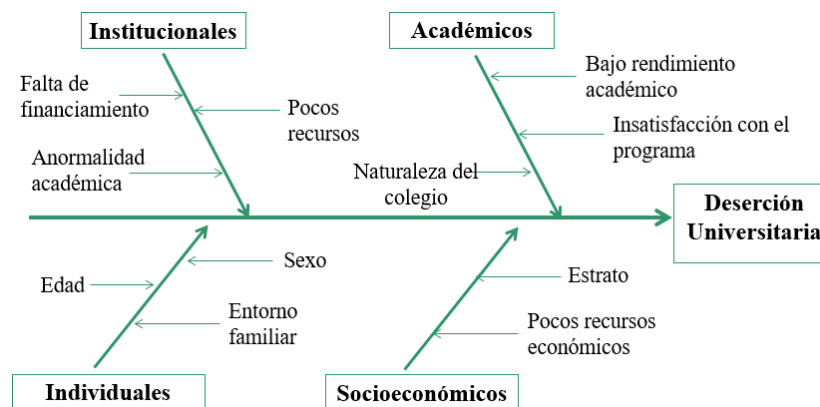 Institucionales
Académicos
Falta de
financiamiento
Pocos
recursos
Anormalidad
académica
Bajo rendimiento
académico
Insatisfacción con el
programa
Naturaleza del
colegio
Deserción
Universitaria
Sexo
Edad
Entorno
familiar
Estrato
Pocos recursos
económicos
Individuales
Socioeconómicos